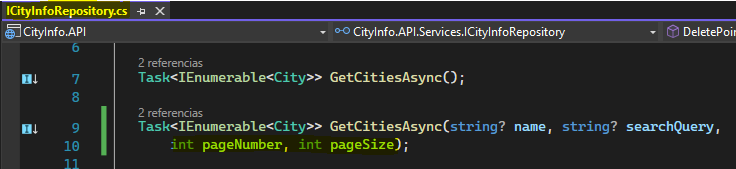 ICityInfoRepository.cs
CityInfo.API
CityInfo.API.Services.ICityInfoRepository
DeletePoin
6
2 referencias
7 Task<IEnumerable<City>> GetCitiesAsync();
8
2 referencias
9 Task<IEnumerable<City>> GetCitiesAsync(string? name, string? searchQuery,
10 int pageNumber, int pageSize);
11